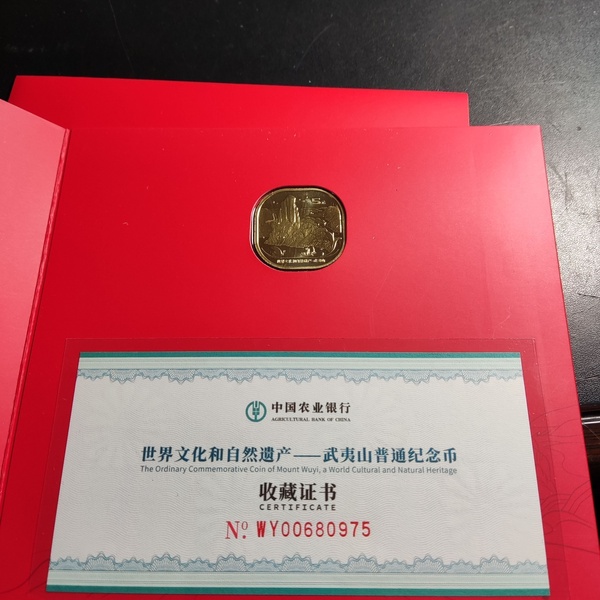 中国农业银行
AGRICULTURAL BANK OF CHINA
世界文化和自然遗产——武夷山普通纪念币
The Ordinary Commemorative Coin of Mount Wuyi, a World Cultural and Natural Heritage
收藏证书
CERTIFICATE
Nº WY00680975